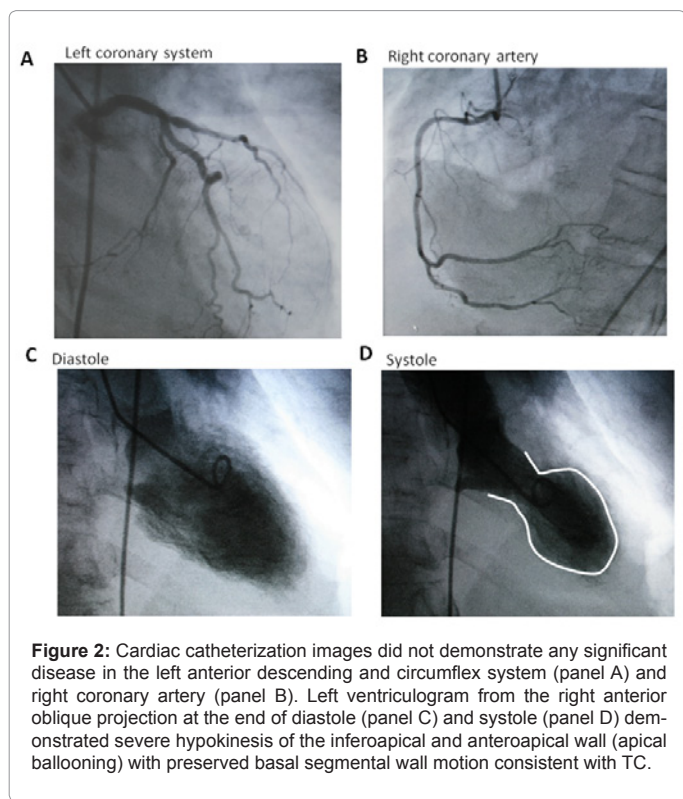 A Left coronary system
B Right coronary artery
C Diastole
D Systole
Figure 2: Cardiac catheterization images did not demonstrate any significant
disease in the left anterior descending and circumflex system (panel A) and
right coronary artery (panel B). Left ventriculogram from the right anterior
oblique projection at the end of diastole (panel C) and systole (panel D) dem-
onstrated severe hypokinesis of the inferoapical and anteroapical wall (apical
ballooning) with preserved basal segmental wall motion consistent with TC.